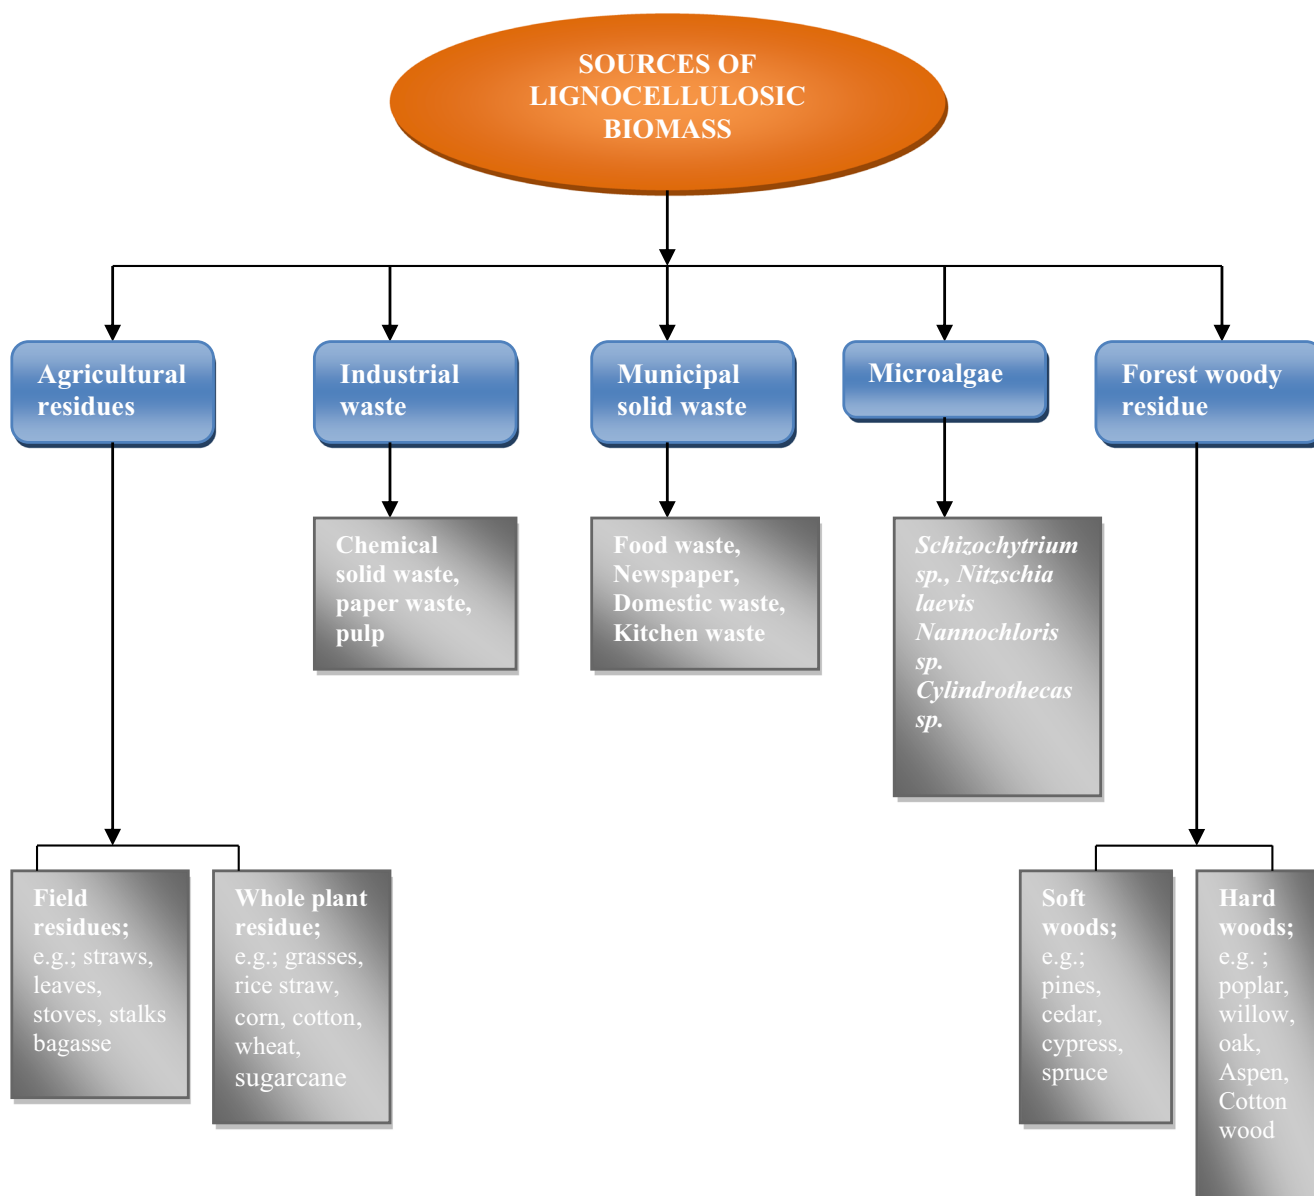 SOURCES OF
LIGNOCELLULOSIC
BIOMASS
Agricultural
residues
Industrial
waste
Municipal
solid waste
Microalgae
Forest woody
residue
Chemical
solid waste,
paper waste,
pulp
Food waste,
Newspaper,
Domestic waste,
Kitchen waste
Schizochytrium
sp., Nitzschia
laevis
Nannochloris
sp.
Cylindrothecas
sp.
Field
residues;
e.g.; straws,
leaves,
stoves, stalks
bagasse
Whole plant
residue;
e.g.; grasses,
rice straw,
corn, cotton,
wheat,
sugarcane
Soft
woods;
e.g.;
pines,
cedar,
cypress,
spruce
Hard
woods;
e.g. ;
poplar,
willow,
oak,
Aspen,
Cotton
wood